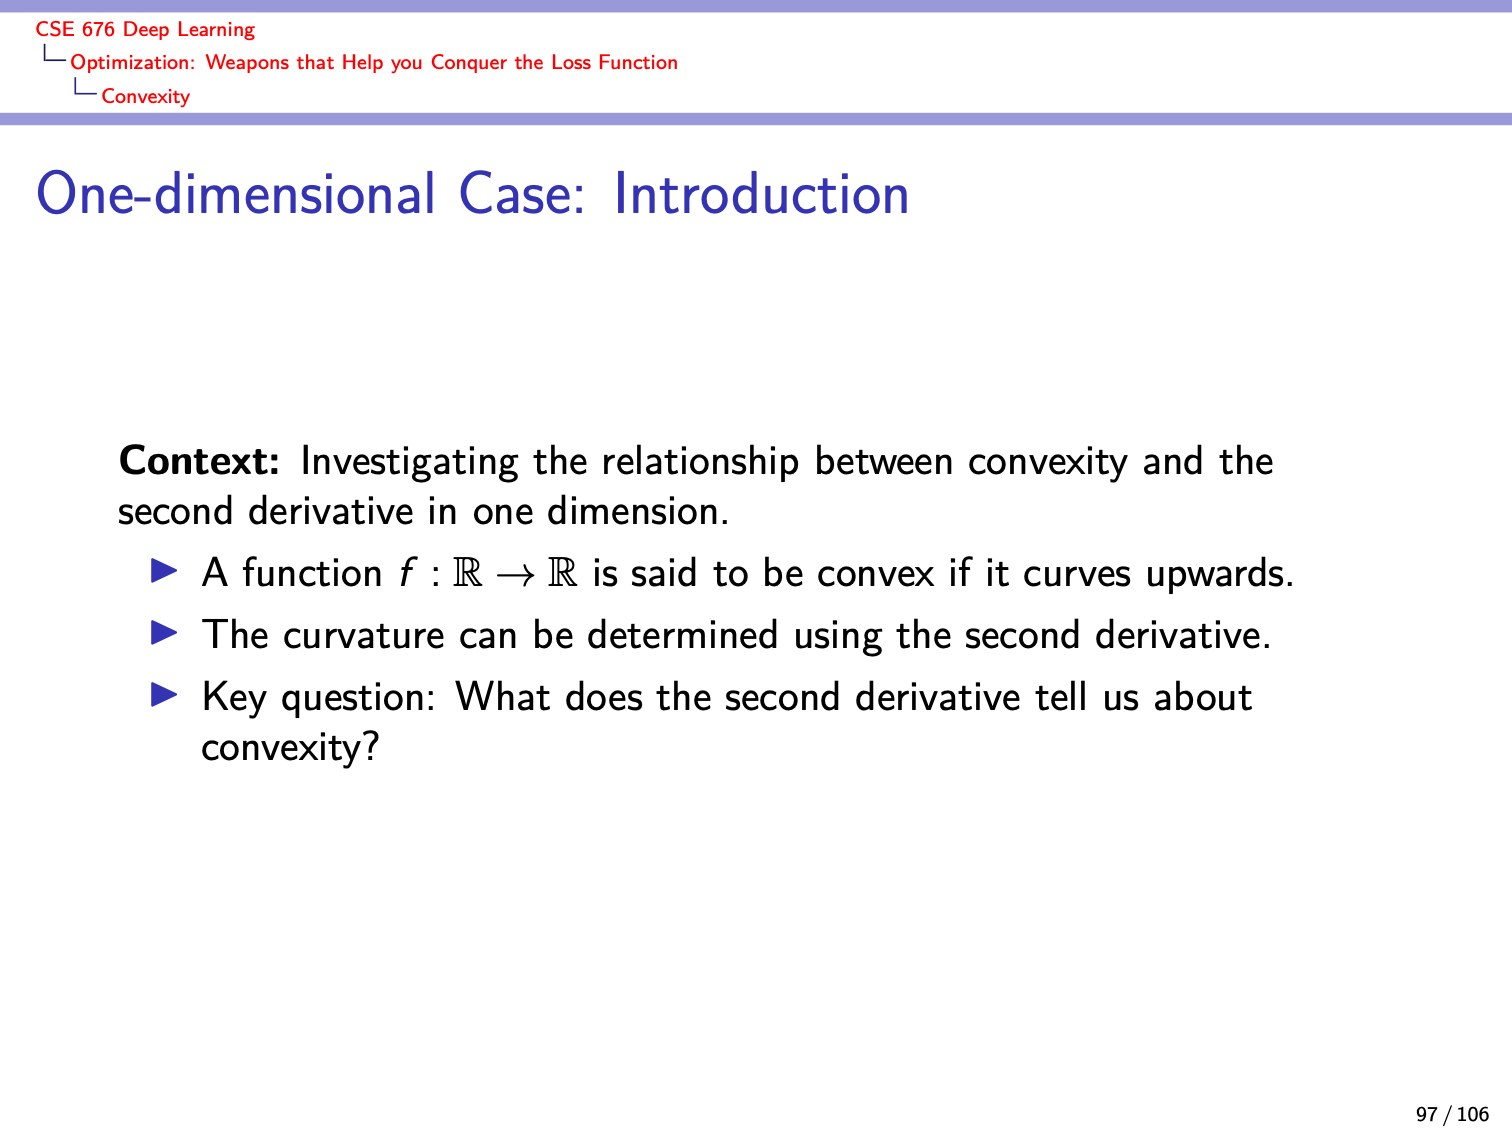 CSE 676 Deep Learning
Optimization: Weapons that Help you Conquer the Loss Function
Convexity
One-dimensional Case: Introduction
Context: Investigating the relationship between convexity and the
second derivative in one dimension.
▶ A function f : ℝ → ℝ is said to be convex if it curves upwards.
▶ The curvature can be determined using the second derivative.
▶ Key question: What does the second derivative tell us about
convexity?
97 / 106